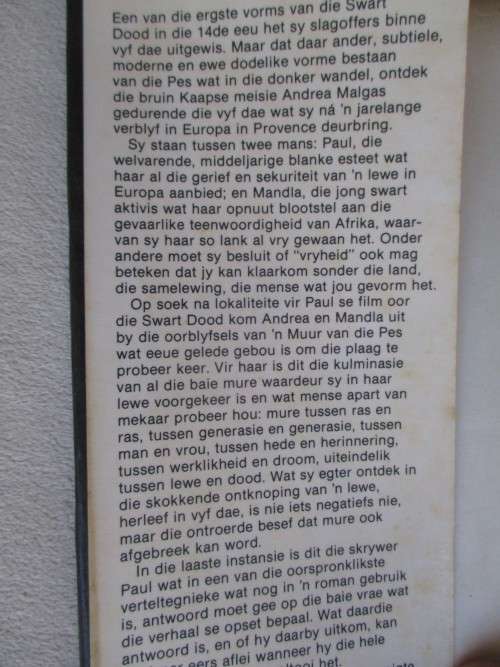 Een van die ergste vorms van die Swart
Dood in die 14de eeu het sy slagoffers binne
vyf dae uitgewis. Maar dat daar ander, subtiele,
moderne en ewe dodelike vorme bestaan
van die Pes wat in die donker wandel, ontdek
die bruin Kaapse meisie Andrea Malgas
gedurende die vyf dae wat sy ná 'n jarelange
verblyf in Europa in Provence deurbring.
Sy staan tussen twee mans: Paul, die
welvarende, middeljarige blanke esteet wat
haar al die gerief en sekuriteit van 'n lewe in
Europa aanbied; en Mandla, die jong swart
aktivis wat haar opnuut blootstel aan die
gevaarlike teenwoordigheid van Afrika, waar-
van sy haar so lank al vry gewaan het. Onder
andere moet sy besluit of "vryheid" ook mag
beteken dat jy kan klaarkom sonder die land,
die samelewing, die mense wat jou gevorm het.
Op soek na lokaliteite vir Paul se film oor
die Swart Dood kom Andrea en Mandla uit
by die oorblyfsels van 'n Muur van die Pes
wat eeue gelede gebou is om die plaag te
probeer keer. Vir haar is dit die kulminasie
van al die baie mure waardeur sy in haar
lewe voorgekeer is en wat mense apart van
mekaar probeer hou: mure tussen ras en
ras, tussen generasie en generasie, tussen
man en vrou, tussen hede en herinnering,
tussen werklikheid en droom, uiteindelik
tussen lewe en dood. Wat sy egter ontdek in
die skokkende ontknoping van 'n lewe,
herleef in vyf dae, is nie iets negatiefs nie,
maar die ontroerde besef dat mure ook
afgebreek kan word.
In die laaste instansie is dit die skrywer
Paul wat in een van die oorspronklikste
verteltegnieke wat nog in 'n roman gebruik
is, antwoord moet gee op die baie vrae wat
die verhaal se opset bepaal. Wat daardie
antwoord is, en of hy daarby uitkom, kan
eers aflei wanneer hy die hele
het.